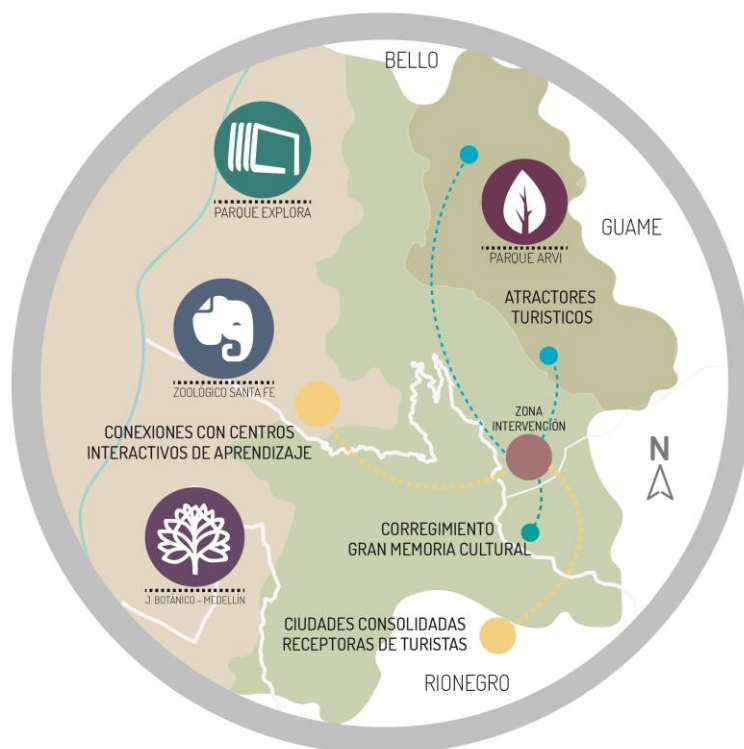 BELLO
PARQUE EXPLORA
GUAME
PARQUE ARVI
ATRACTORES
TURISTICOS
ZOOLÓGICO SANTA FE
ZONA
INTERVENCIÓN
CONEXIONES CON CENTROS
INTERACTIVOS DE APRENDIZAJE
N
CORREGIMIENTO
GRAN MEMORIA CULTURAL
J. BOTÁNICO - MEDELLÍN
CIUDADES CONSOLIDADAS
RECEPTORAS DE TURISTAS
RIONEGRO